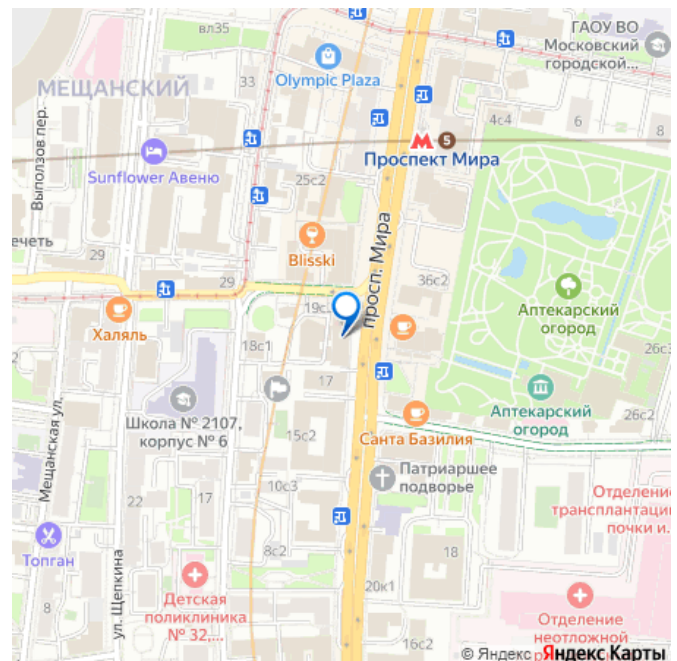 вл35
ГАОУ ВО
Московский
городской...
33
Olympic Plaza
МЕЩАНСКИЙ
4с4
6
8
Выползов пер.
М 5
Проспект Мира
Sunflower Авеню
25с2
ечеть
29
Blisski
просп. Мира
36с2
29
19с
Аптекарский
огород
Халяль
18с1
26с3
17
Школа № 2107,
корпус № 6
Аптекарский
огород
26с2
15с2
Санта Базилия
Мещанская ул.
Патриаршее
подворье
22
17
10с3
Отделение
трансплантации
почки и...
Топган
ул. Щепкина
8с2
18
8
Детская
поликлиника
№ 32,...
20к1
Отделение
неотложной
16с2
© Яндекс Яндекс Карты